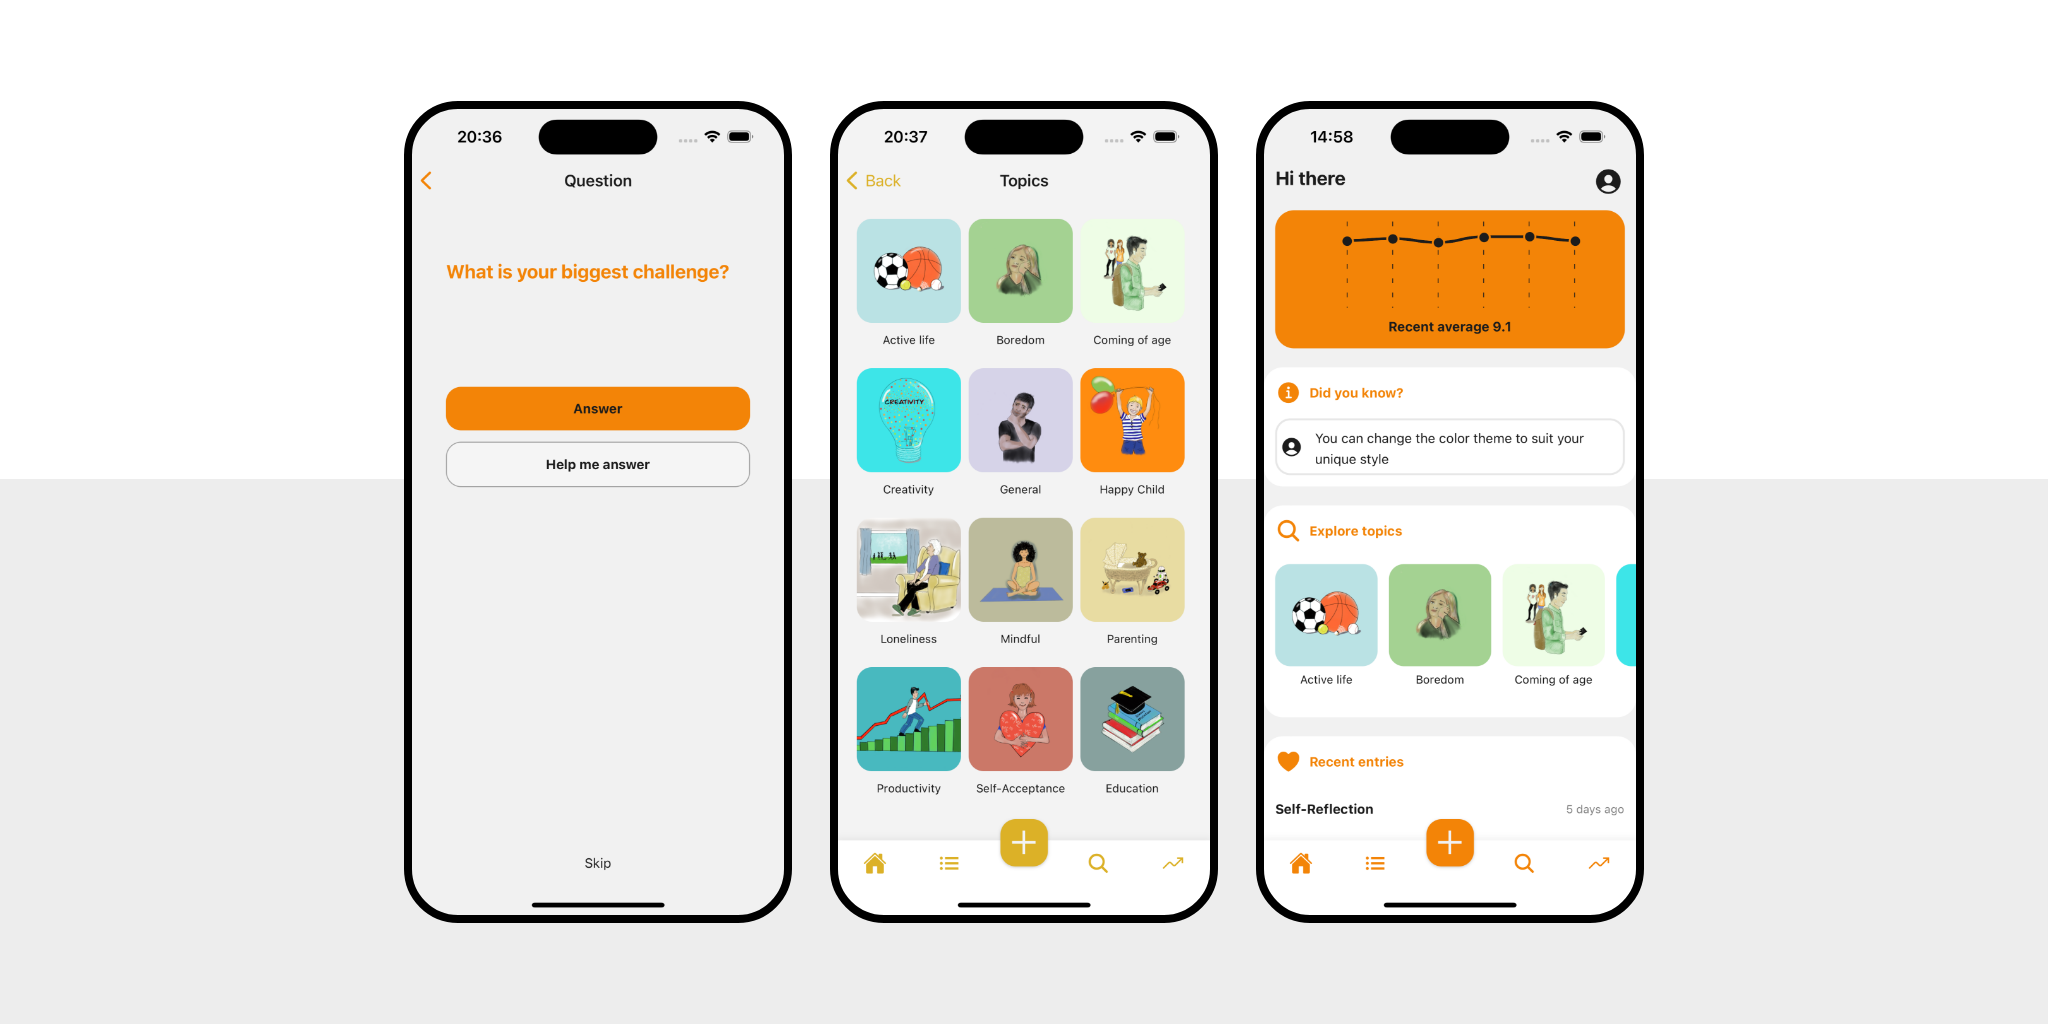 20:36
Question
What is your biggest challenge?
Answer
Help me answer
Skip
20:37
Back
Topics
Active life
Boredom
Coming of age
CREATIVITY
Creativity
General
Happy Child
Loneliness
Mindful
Parenting
Productivity
Self-Acceptance
Education
14:58
Hi there
Recent average 9.1
Did you know?
You can change the color theme to suit your
unique style
Explore topics
Active life
Boredom
Coming of age
Recent entries
Self-Reflection
5 days ago